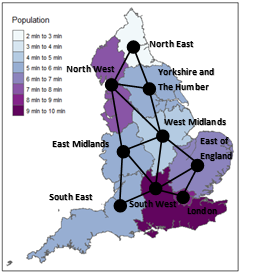 Population
2 min to 3 min
3 min to 4 min
4 min to 5 min
5 min to 6 min
6 min to 7 min
7 min to 8 min
8 min to 9 min
9 min to 10 min
North East
North West
Yorkshire and
The Humber
West Midlands
East Midlands
East of
England
South East
South West
London